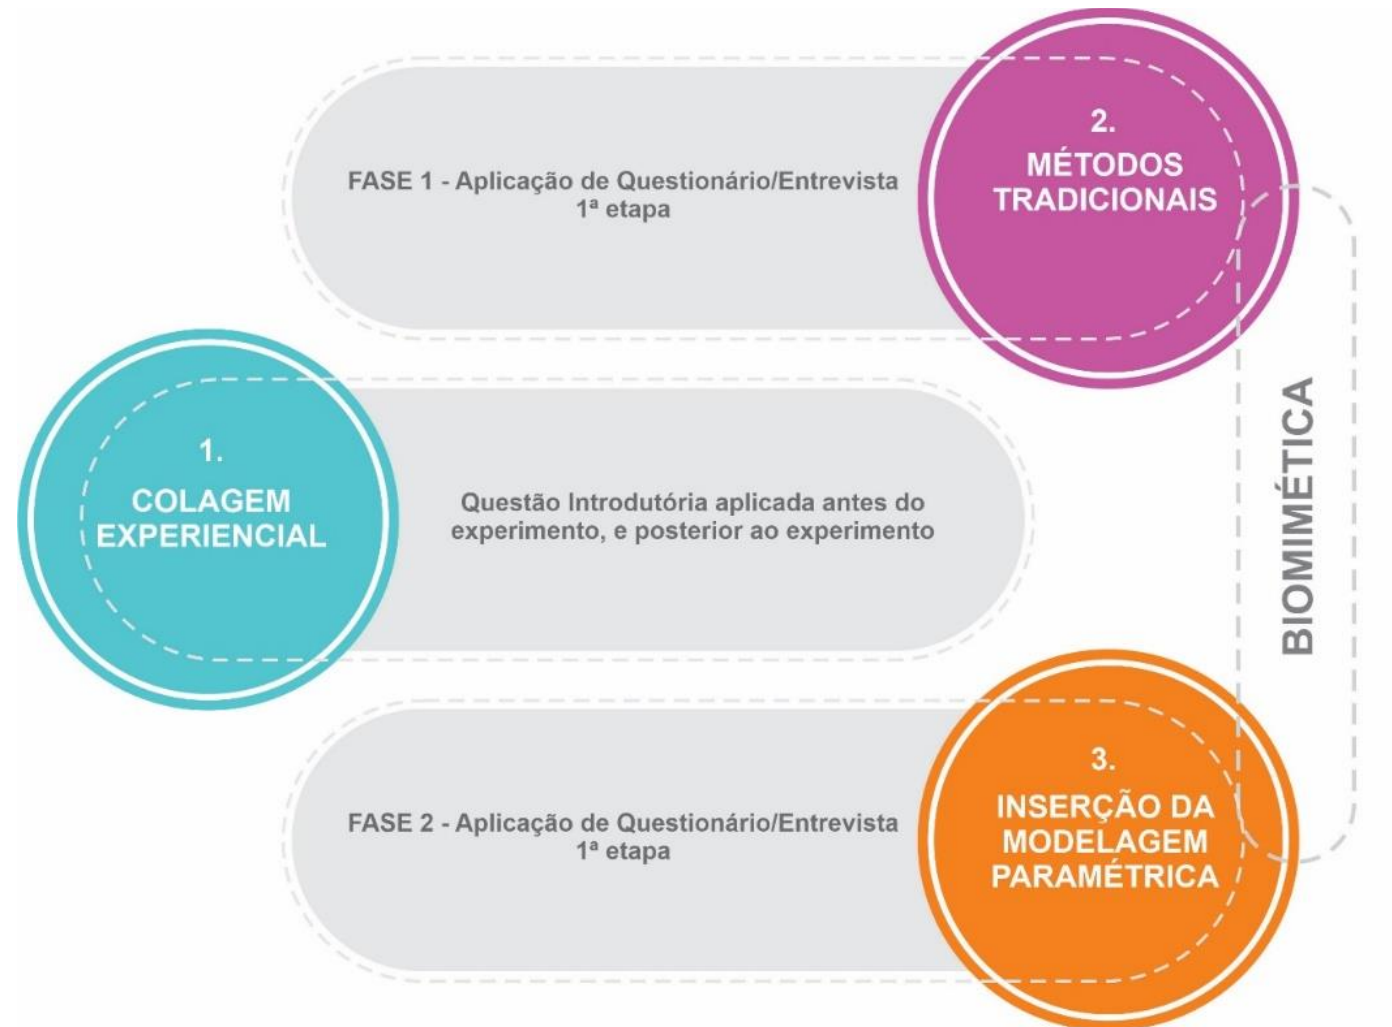 FASE 1 - Aplicação de Questionário/Entrevista
1ª etapa
2.
MÉTODOS
TRADICIONAIS
1.
COLAGEM
EXPERIENCIAL
Questão Introdutória aplicada antes do
experimento, e posterior ao experimento
BIOMIMÉTICA
FASE 2 - Aplicação de Questionário/Entrevista
1ª etapa
3.
INSERÇÃO DA
MODELAGEM
PARAMÉTRICA